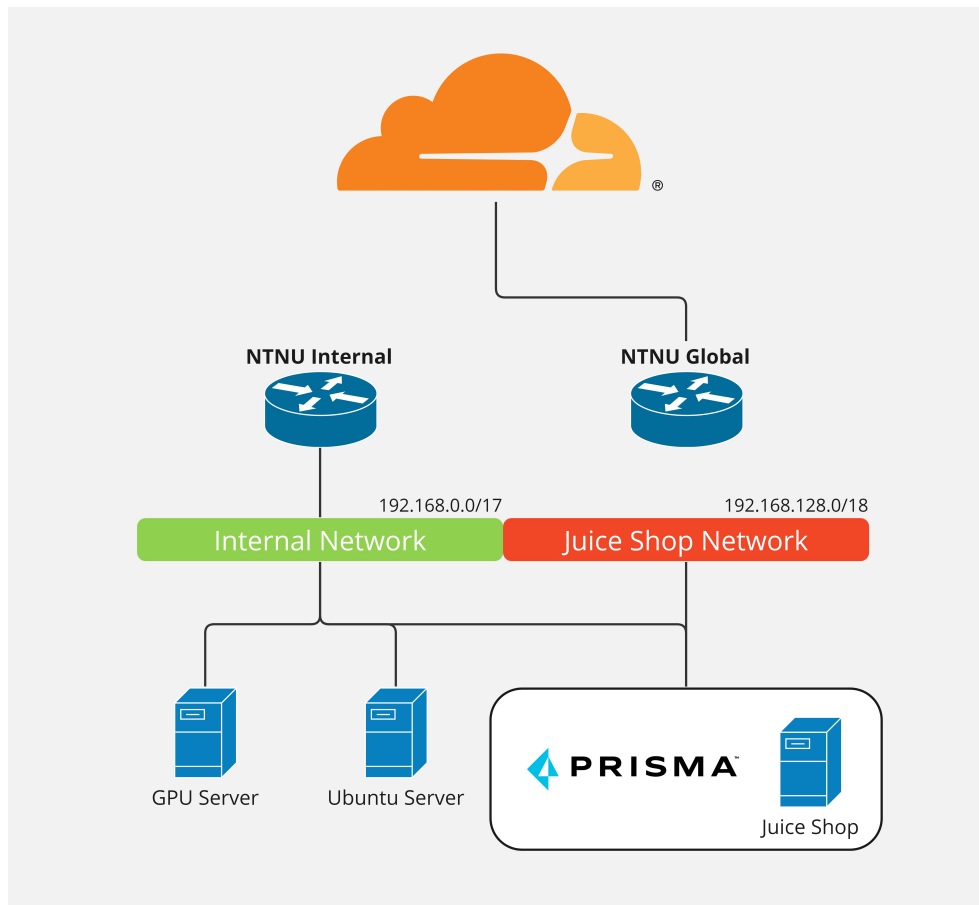 ®
NTNU Internal
NTNU Global
192.168.0.0/17
192.168.128.0/18
Internal Network
Juice Shop Network
PRISMA™
GPU Server
Ubuntu Server
Juice Shop